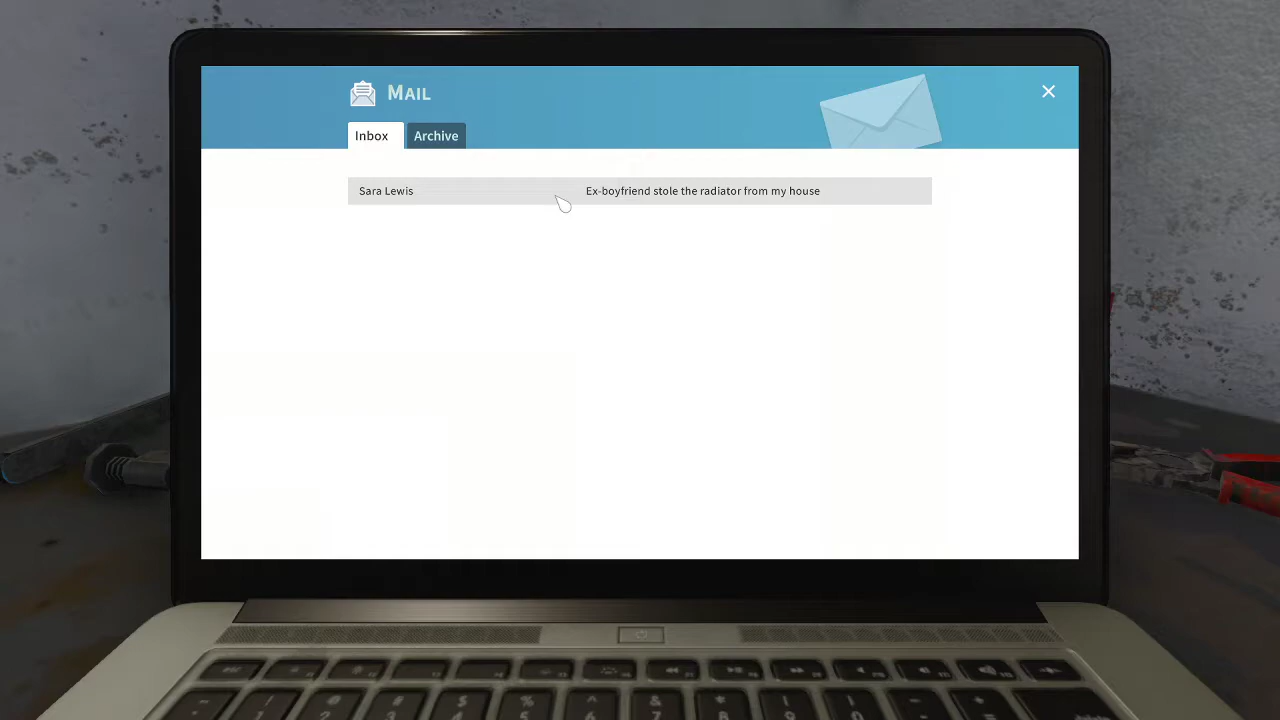 Mail
Inbox
Archive
Sara Lewis
Ex-boyfriend stole the radiator from my house